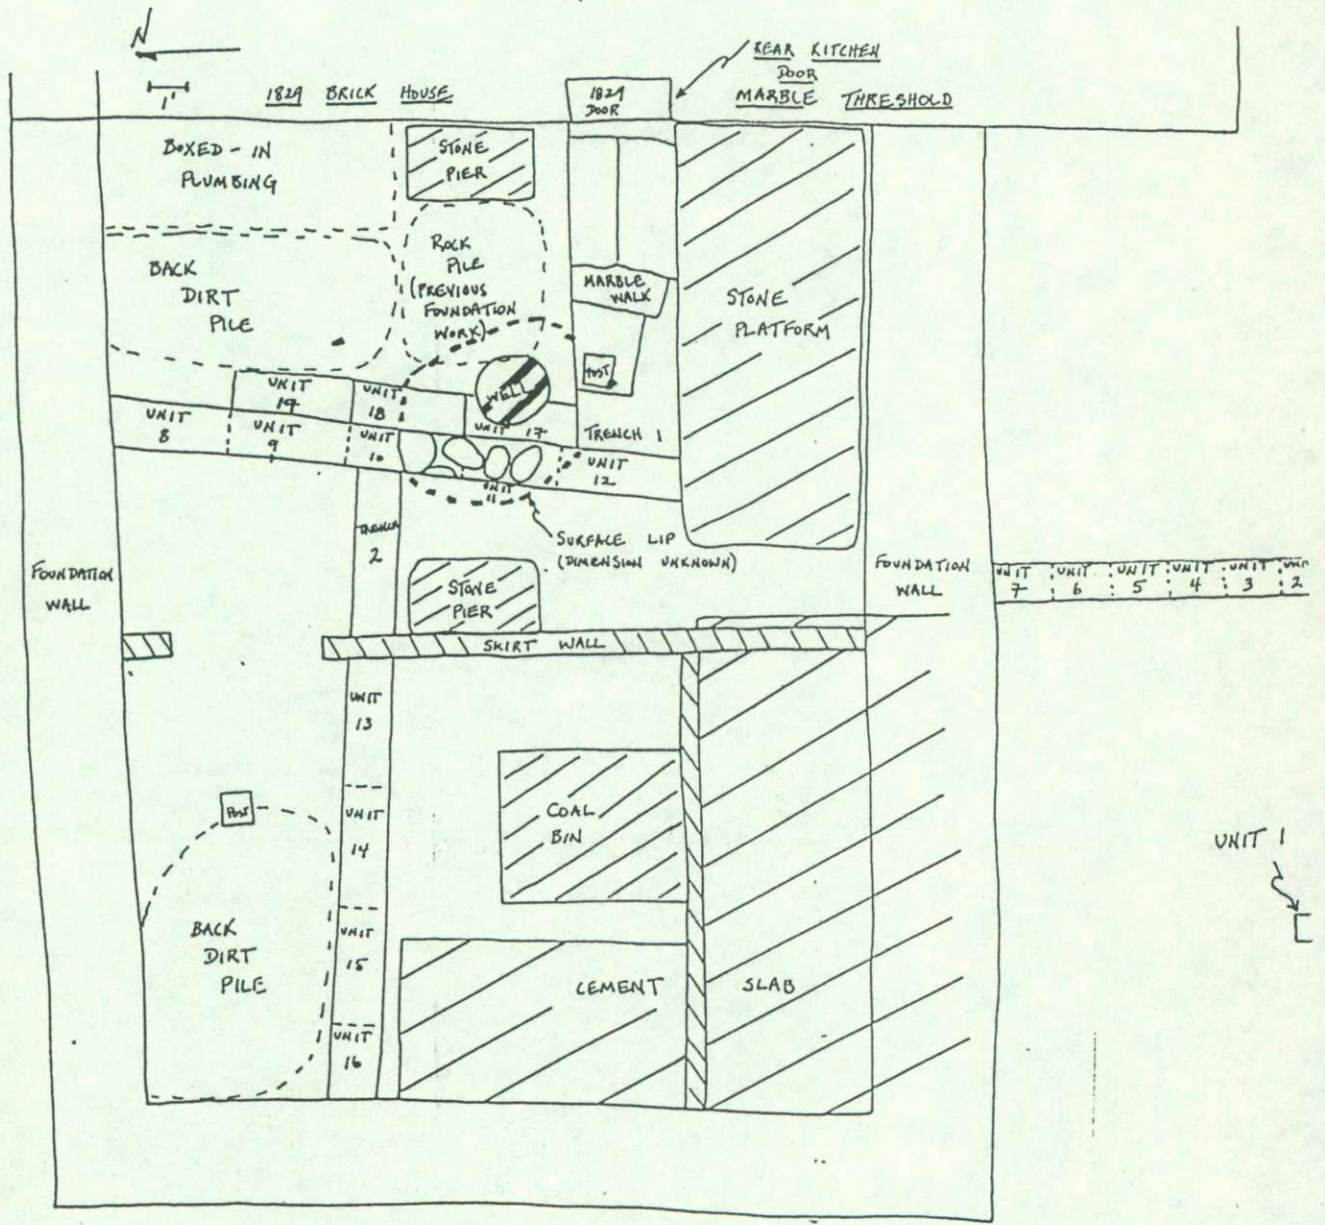 N
1'
1829 BRICK HOUSE
1829
DOOR
REAR KITCHEN
DOOR
MARBLE THRESHOLD
BOXED-IN
PLUMBING
STONE
PIER
BACK
DIRT
PILE
ROCK
PILE
(PREVIOUS
FOUNDATION
WORK)
MARBLE
WALK
STONE
PLATFORM
POST
WELL
UNIT
19
UNIT
18
UNIT 17
TRENCH 1
UNIT
8
UNIT
9
UNIT
10
UNIT
11
UNIT
12
TRENCH
2
SURFACE LIP
(DIMENSION UNKNOWN)
FOUNDATION
WALL
STONE
PIER
FOUNDATION
WALL
UNIT
7
UNIT
6
UNIT
5
UNIT
4
UNIT
3
UNIT
2
SKIRT WALL
UNIT
13
POST
UNIT
14
COAL
BIN
UNIT 1
BACK
DIRT
PILE
UNIT
15
CEMENT SLAB
UNIT
16